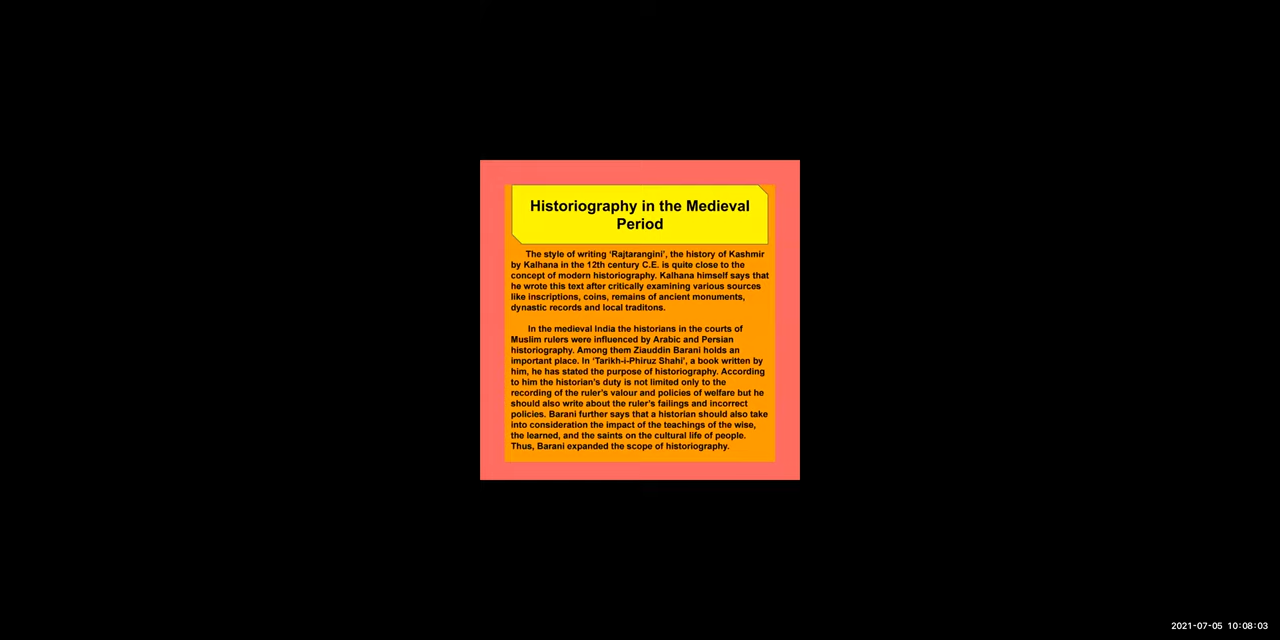 Historiography in the Medieval
Period
The style of writing ‘Rajtarangini’, the history of Kashmir
by Kalhana in the 12th century C.E. is quite close to the
concept of modern historiography. Kalhana himself says that
he wrote this text after critically examining various sources
like inscriptions, coins, remains of ancient monuments,
dynastic records and local traditons.
In the medieval India the historians in the courts of
Muslim rulers were influenced by Arabic and Persian
historiography. Among them Ziauddin Barani holds an
important place. In ‘Tarikh-i-Phiruz Shahi’, a book written by
him, he has stated the purpose of historiography. According
to him the historian’s duty is not limited only to the
recording of the ruler’s valour and policies of welfare but he
should also write about the ruler’s failings and incorrect
policies. Barani further says that a historian should also take
into consideration the impact of the teachings of the wise,
the learned, and the saints on the cultural life of people.
Thus, Barani expanded the scope of historiography.
2021-07-05 10:08:03